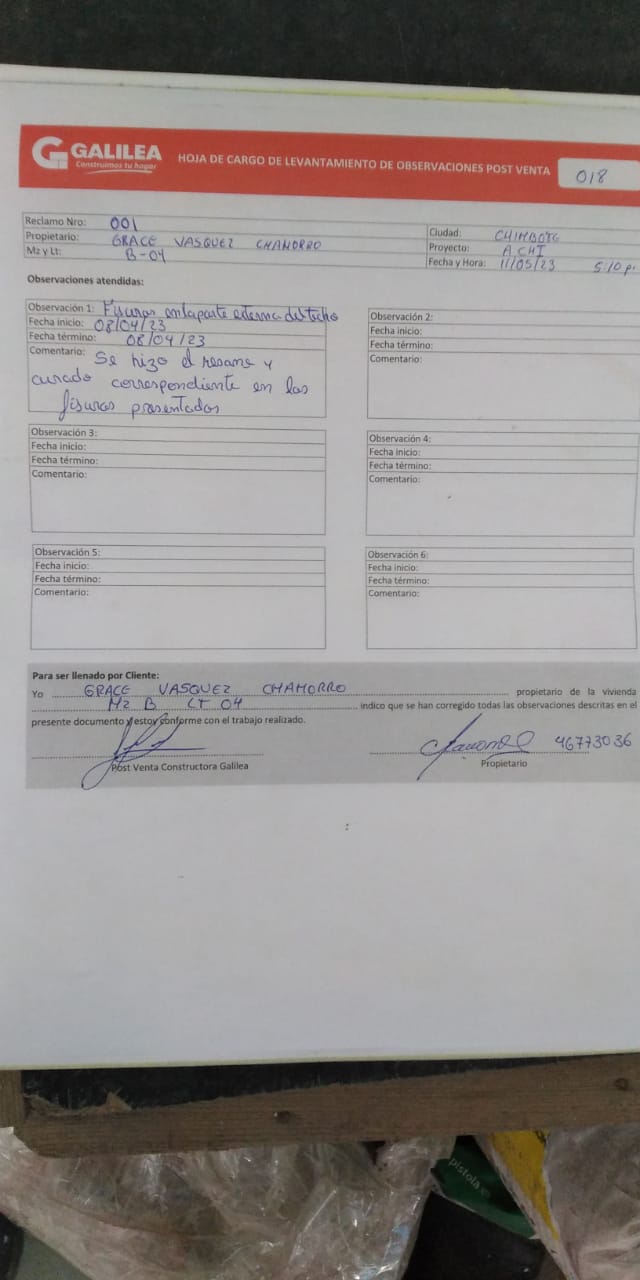 GALILEA
Construimos tu hogar
HOJA DE CARGO DE LEVANTAMIENTO DE OBSERVACIONES POST VENTA
018
Reclamo Nro: 001
Propietario: GRACE VASQUEZ CHAMORRO
Mz y Lt: B-04
Ciudad: CHIMBOTE
Proyecto: ACHI
Fecha y Hora: 11/05/23 5:10 p.
Observaciones atendidas:
Observación 1: Fisuras en la parte externa del techo
Fecha inicio: 08/04/23
Fecha término: 08/04/23
Comentario: Se hizo el resane y
curado correspondiente en las
fisuras presentados
Observación 2:
Fecha inicio:
Fecha término:
Comentario:
Observación 3:
Fecha inicio:
Fecha término:
Comentario:
Observación 4:
Fecha inicio:
Fecha término:
Comentario:
Observación 5:
Fecha inicio:
Fecha término:
Comentario:
Observación 6:
Fecha inicio:
Fecha término:
Comentario:
Para ser llenado por Cliente:
Yo GRACE VASQUEZ CHAMORRO propietario de la vivienda
Mz B LT 04 indico que se han corregido todas las observaciones descritas en el
presente documento y estoy conforme con el trabajo realizado.
46773036
Post Venta Constructora Galilea
Propietario
pistola